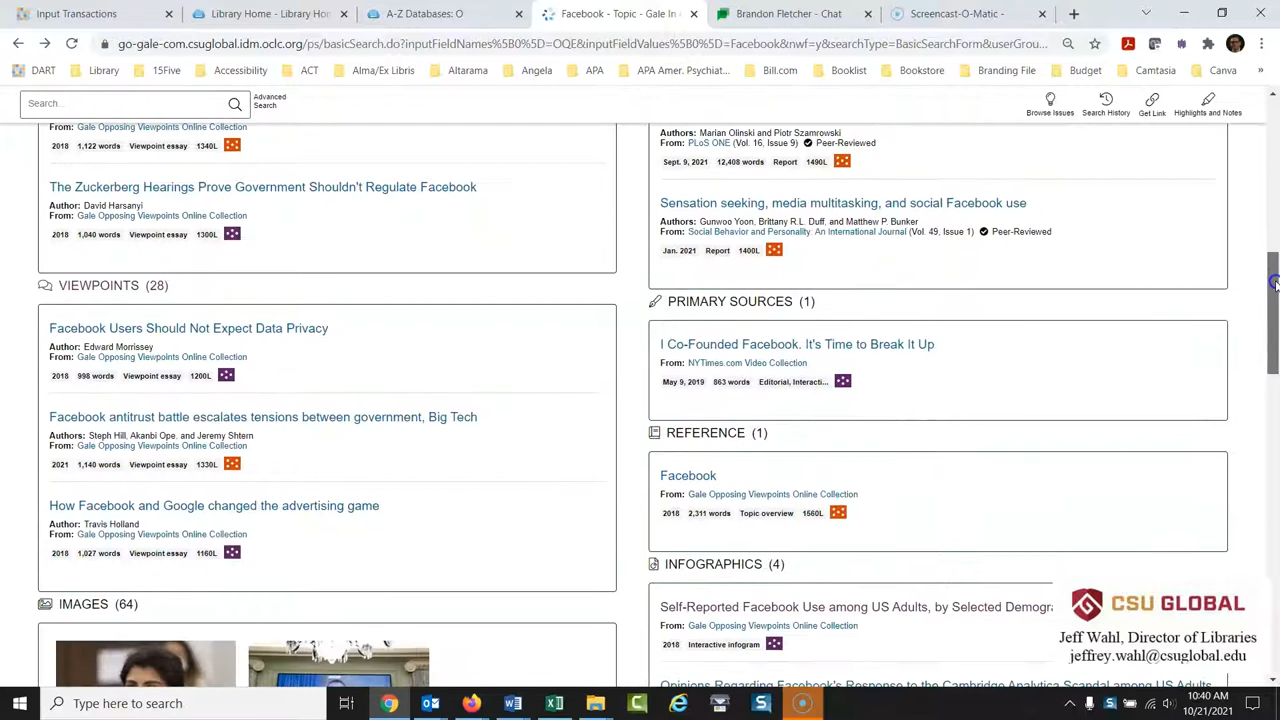 Input Transactions
Library Home - Library Hom
A-Z Databases: O
Facebook - Topic - Gale In
Brandon Fletcher - Chat
Screencast-O-Matic -
go-gale-com.csuglobal.idm.oclc.org/ps/basicSearch.do?inputFieldNames%5B0%5D=OQE&inputFieldValues%5B0%5D=Facebook&nwf=y&searchType=BasicSearchForm&userGrou...
DART
Library
15Five
Accessibility
ACT
Alma/Ex Libris
Altarama
Angela
APA
APA Amer. Psychiat...
Bill.com
Booklist
Bookstore
Branding File
Budget
Camtasia
Canva
»
Search...
Advanced
Search
Browse Issues
Search History
Get Link
Highlights and Notes
From: Gale Opposing Viewpoints Online Collection
2018 1,122 words Viewpoint essay 1340L
The Zuckerberg Hearings Prove Government Shouldn't Regulate Facebook
Author: David Harsanyi
From: Gale Opposing Viewpoints Online Collection
2018 1,040 words Viewpoint essay 1300L
VIEWPOINTS (28)
Facebook Users Should Not Expect Data Privacy
Author: Edward Morrissey
From: Gale Opposing Viewpoints Online Collection
2018 998 words Viewpoint essay 1200L
Facebook antitrust battle escalates tensions between government, Big Tech
Authors: Steph Hill, Akanbi Ope, and Jeremy Shtern
From: Gale Opposing Viewpoints Online Collection
2021 1,140 words Viewpoint essay 1330L
How Facebook and Google changed the advertising game
Author: Travis Holland
From: Gale Opposing Viewpoints Online Collection
2018 1,027 words Viewpoint essay 1160L
IMAGES (64)
Authors: Marian Olinski and Piotr Szamrowski
From: PLoS ONE (Vol. 16, Issue 9) Peer-Reviewed
Sept. 9, 2021 12,408 words Report 1490L
Sensation seeking, media multitasking, and social Facebook use
Authors: Gunwoo Yoon, Brittany R.L. Duff, and Matthew P. Bunker
From: Social Behavior and Personality: An International Journal (Vol. 49, Issue 1) Peer-Reviewed
Jan. 2021 Report 1400L
PRIMARY SOURCES (1)
I Co-Founded Facebook. It's Time to Break It Up
From: NYTimes.com Video Collection
May 9, 2019 863 words Editorial, Interacti...
REFERENCE (1)
Facebook
From: Gale Opposing Viewpoints Online Collection
2018 2,311 words Topic overview 1560L
INFOGRAPHICS (4)
Self-Reported Facebook Use among US Adults, by Selected Demogra
From: Gale Opposing Viewpoints Online Collection
2018 Interactive infogram
Opinions Regarding Facebook's Response to the Cambridge Analytica Scandal among US Adults,
CSU GLOBAL
Jeff Wahl, Director of Libraries
jeffrey.wahl@csuglobal.edu
Type here to search
10:40 AM
10/21/2021